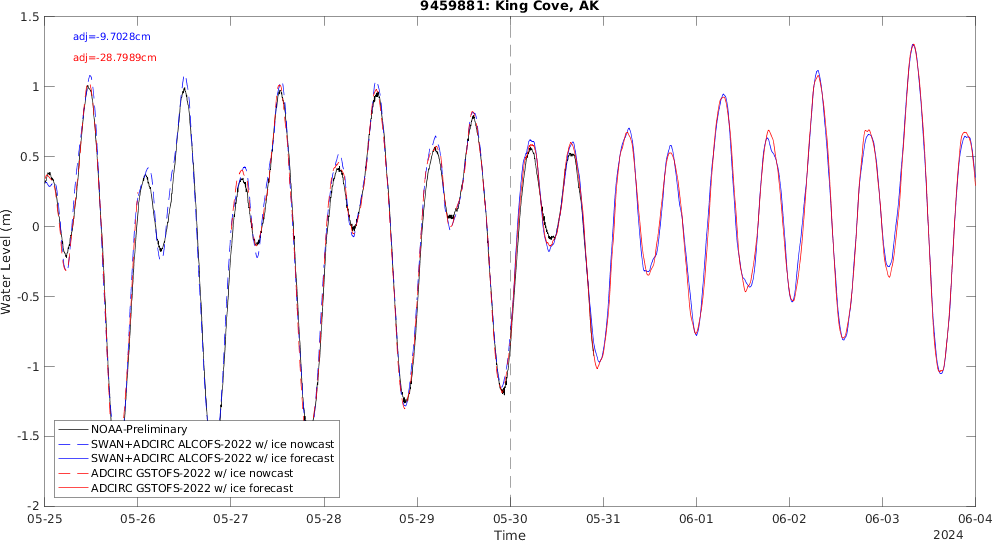 9459881: King Cove, AK
adj=-9.7028cm
adj=-28.7989cm
Water Level (m)
1.5
1
0.5
0
-0.5
-1
-1.5
-2
NOAA-Preliminary
SWAN+ADCIRC ALCOFS-2022 w/ ice nowcast
SWAN+ADCIRC ALCOFS-2022 w/ ice forecast
ADCIRC GSTOFS-2022 w/ ice nowcast
ADCIRC GSTOFS-2022 w/ ice forecast
05-25 05-26 05-27 05-28 05-29 05-30 05-31 06-01 06-02 06-03 06-04
Time
2024